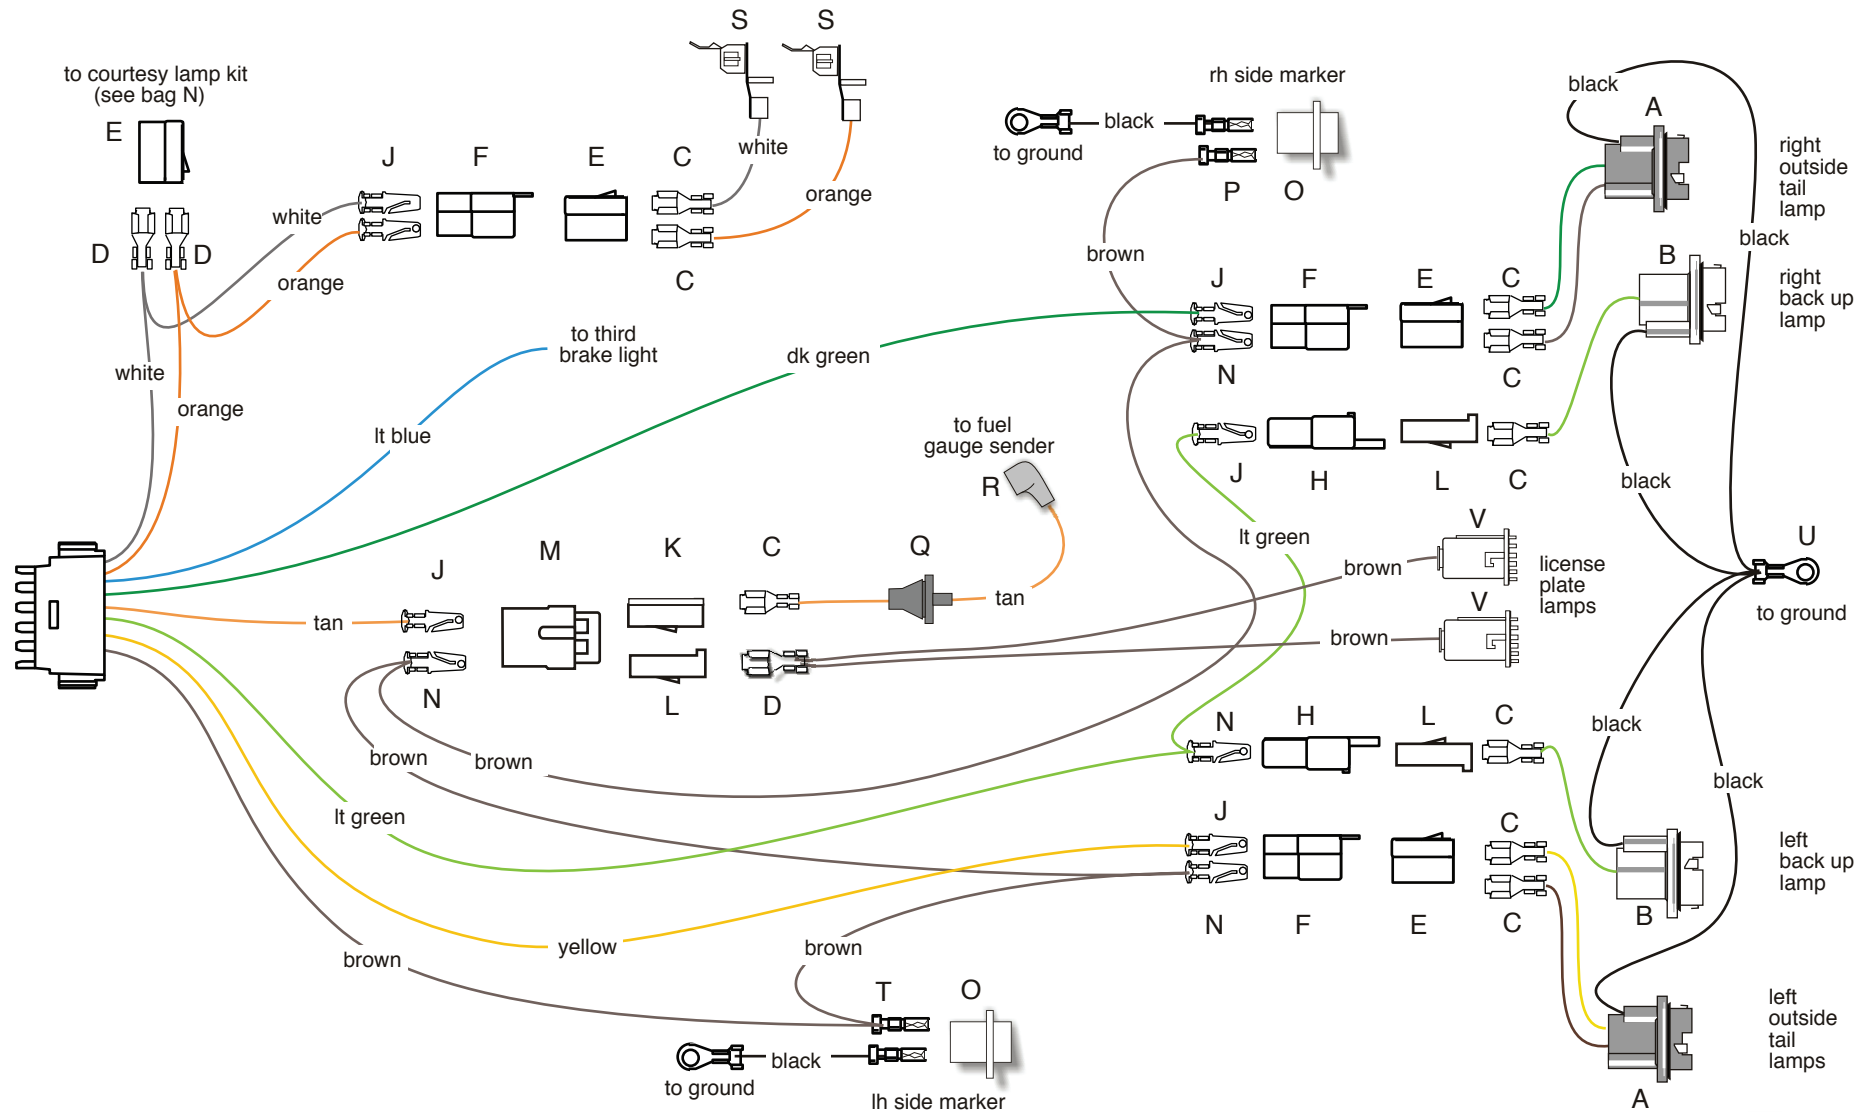 S S
to courtesy lamp kit
(see bag N)
E
J F E C
white
orange
white
D D
orange
C
white
orange
to third
brake light
lt blue
dk green
rh side marker
black
to ground
P O
brown
black
A
right
outside
tail
lamp
black
J F E C
B
right
back up
lamp
N C
J H L C
black
lt green
to fuel
gauge sender
R
J M K C Q
tan
tan
N L D
brown
brown
V
license
plate
lamps
V
U
to ground
brown
brown
lt green
N H L C
black
black
J C
N F E C
left
back up
lamp
B
yellow
brown
brown
T O
black
to ground
lh side marker
left
outside
tail
lamps
A